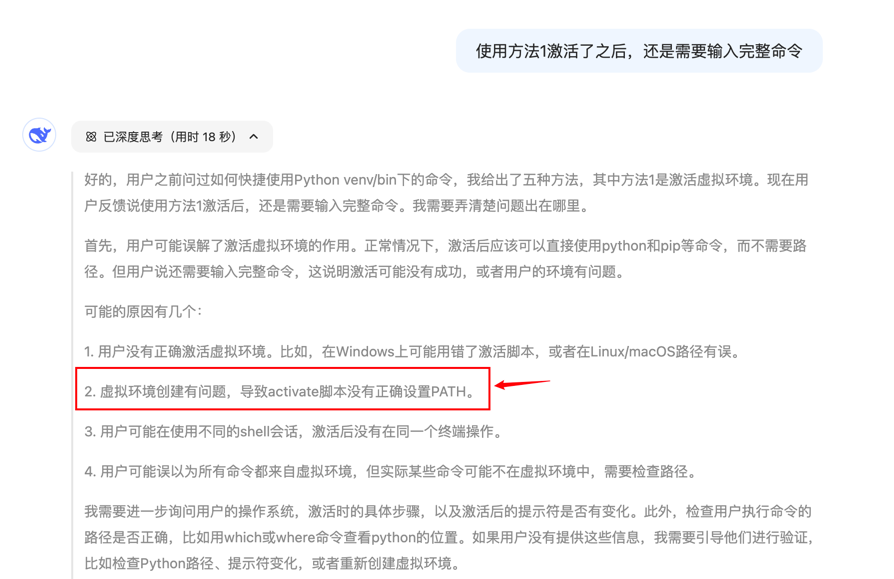 使用方法1激活了之后，还是需要输入完整命令
已深度思考（用时 18 秒）
好的，用户之前问过如何快捷使用Python venv/bin下的命令，我给出了五种方法，其中方法1是激活虚拟环境。现在用
户反馈说使用方法1激活后，还是需要输入完整命令。我需要弄清楚问题出在哪里。
首先，用户可能误解了激活虚拟环境的作用。正常情况下，激活后应该可以直接使用python和pip等命令，而不需要路
径。但用户说还需要输入完整命令，这说明激活可能没有成功，或者用户的环境有问题。
可能的原因有几个：
1. 用户没有正确激活虚拟环境。比如，在Windows上可能用错了激活脚本，或者在Linux/macOS路径有误。
2. 虚拟环境创建有问题，导致activate脚本没有正确设置PATH。
3. 用户可能在使用不同的shell会话，激活后没有在同一个终端操作。
4. 用户可能误以为所有命令都来自虚拟环境，但实际某些命令可能不在虚拟环境中，需要检查路径。
我需要进一步询问用户的操作系统，激活时的具体步骤，以及激活后的提示符是否有变化。此外，检查用户执行命令的
路径是否正确，比如用which或where命令查看python的位置。如果用户没有提供这些信息，我需要引导他们进行验证，
比如检查Python路径、提示符变化，或者重新创建虚拟环境。